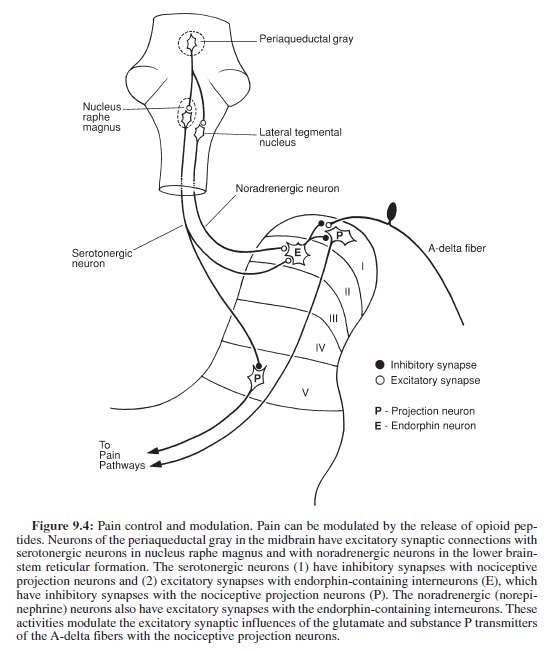 Periaqueductal gray
Nucleus
raphe
magnus
Lateral tegmental
nucleus
Noradrenergic neuron
Serotonergic
neuron
A-delta fiber
P
E
I
II
III
IV
V
P
Inhibitory synapse
Excitatory synapse
P - Projection neuron
E - Endorphin neuron
To
Pain
Pathways
Figure 9.4: Pain control and modulation. Pain can be modulated by the release of opioid pep-
tides. Neurons of the periaqueductal gray in the midbrain have excitatory synaptic connections with
serotonergic neurons in nucleus raphe magnus and with noradrenergic neurons in the lower brain-
stem reticular formation. The serotonergic neurons (1) have inhibitory synapses with nociceptive
projection neurons and (2) excitatory synapses with endorphin-containing interneurons (E), which
have inhibitory synapses with the nociceptive projection neurons (P). The noradrenergic (norepi-
nephrine) neurons also have excitatory synapses with the endorphin-containing interneurons. These
activities modulate the excitatory synaptic influences of the glutamate and substance P transmitters
of the A-delta fibers with the nociceptive projection neurons.